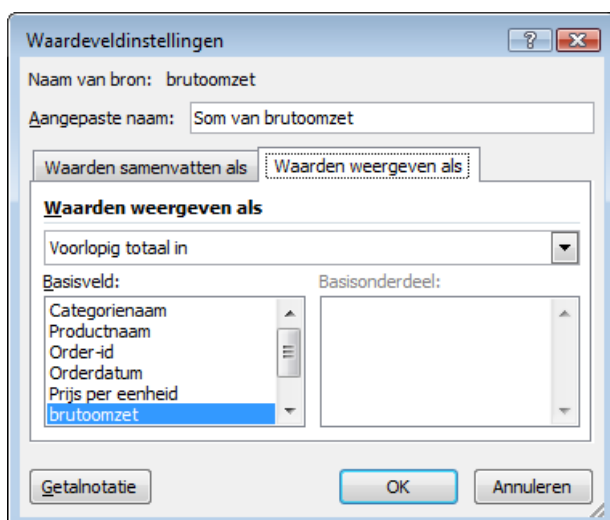 Waardeveldinstellingen
?
Naam van bron: brutoomzet
Aangepaste naam: Som van brutoomzet
Waarden samenvatten als Waarden weergeven als
Waarden weergeven als
Voorlopig totaal in
Basisveld: Basisonderdeel:
Categorienaam
Productnaam
Order-id
Orderdatum
Prijs per eenheid
brutoomzet
Getalnotatie OK Annuleren